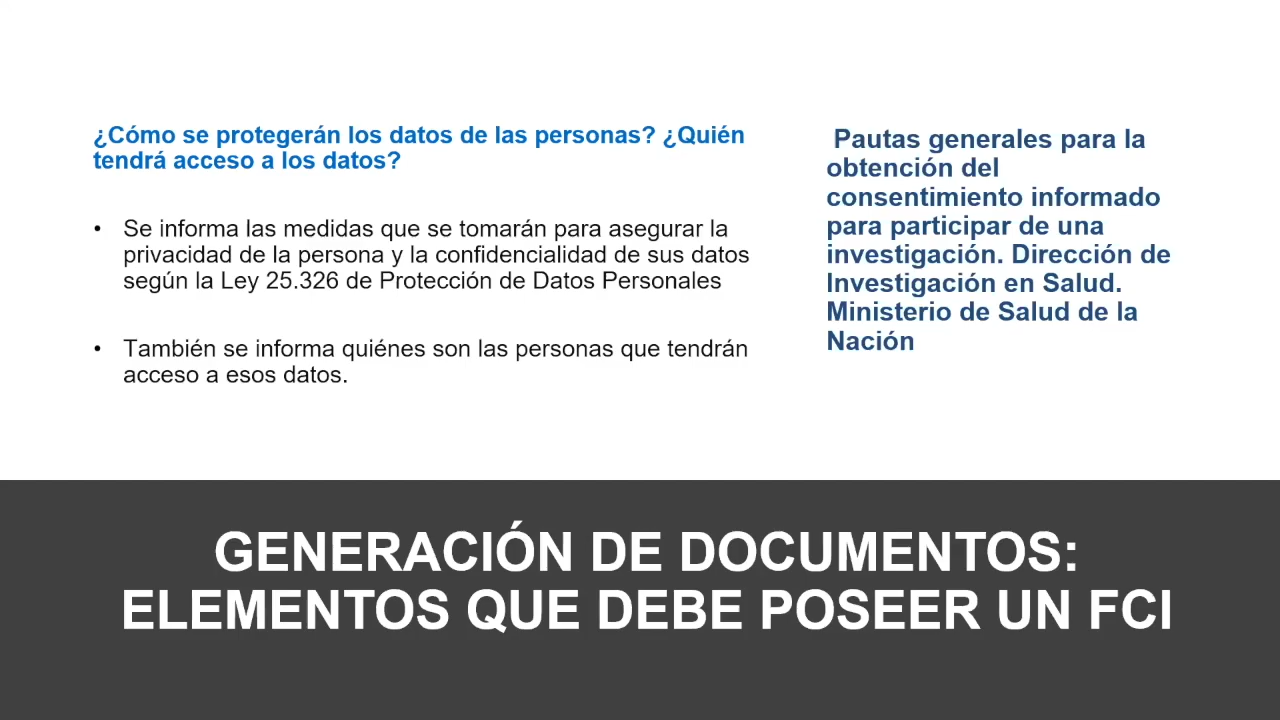 ¿Cómo se protegerán los datos de las personas? ¿Quién
tendrá acceso a los datos?
• Se informa las medidas que se tomarán para asegurar la
privacidad de la persona y la confidencialidad de sus datos
según la Ley 25.326 de Protección de Datos Personales
• También se informa quiénes son las personas que tendrán
acceso a esos datos.
Pautas generales para la
obtención del
consentimiento informado
para participar de una
investigación. Dirección de
Investigación en Salud.
Ministerio de Salud de la
Nación
GENERACIÓN DE DOCUMENTOS:
ELEMENTOS QUE DEBE POSEER UN FCI